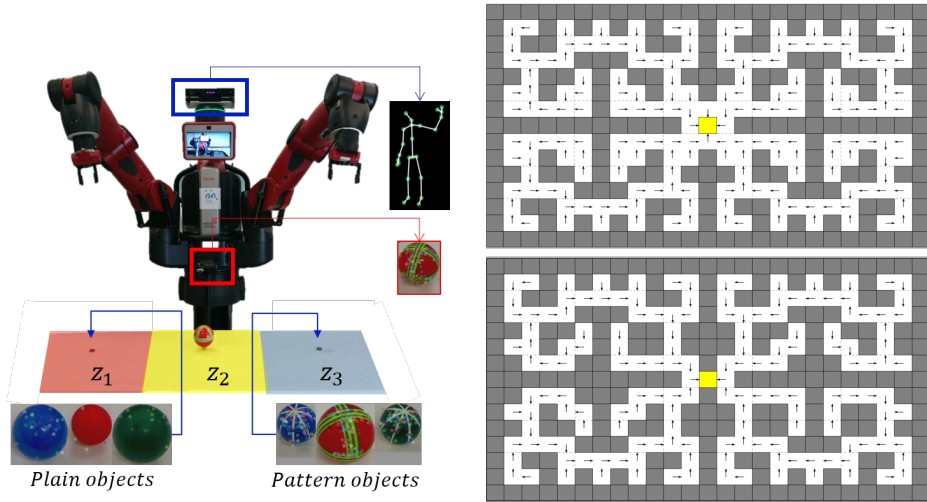 z₁
z₂
z₃
Plain objects
Pattern objects